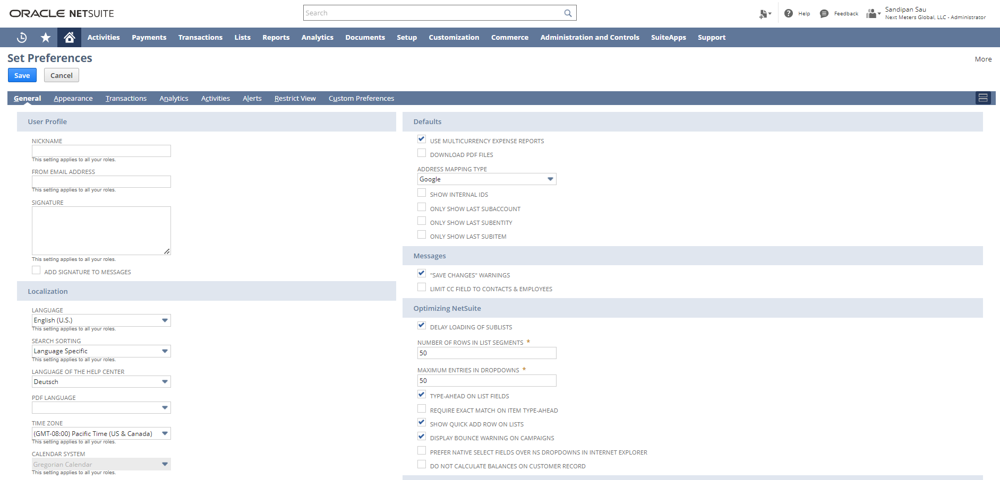 ORACLE NETSUITE
Search
Help
Feedback
Sandipan Sau
Next Meters Global, LLC - Administrator
Activities Payments Transactions Lists Reports Analytics Documents Setup Customization Commerce Administration and Controls SuiteApps Support
Set Preferences
More
Save
Cancel
General Appearance Transactions Analytics Activities Alerts Restrict View Custom Preferences
User Profile
NICKNAME
This setting applies to all your roles.
FROM EMAIL ADDRESS
This setting applies to all your roles.
SIGNATURE
This setting applies to all your roles.
ADD SIGNATURE TO MESSAGES
Localization
LANGUAGE
English (U.S.)
This setting applies to all your roles.
SEARCH SORTING
Language Specific
This setting applies to all your roles.
LANGUAGE OF THE HELP CENTER
Deutsch
PDF LANGUAGE
TIME ZONE
(GMT-08:00) Pacific Time (US & Canada)
This setting applies to all your roles.
CALENDAR SYSTEM
Gregorian Calendar
This setting applies to all your roles.
Defaults
USE MULTICURRENCY EXPENSE REPORTS
DOWNLOAD PDF FILES
ADDRESS MAPPING TYPE
Google
SHOW INTERNAL IDS
ONLY SHOW LAST SUBACCOUNT
ONLY SHOW LAST SUBENTITY
ONLY SHOW LAST SUBITEM
Messages
"SAVE CHANGES" WARNINGS
LIMIT CC FIELD TO CONTACTS & EMPLOYEES
Optimizing NetSuite
DELAY LOADING OF SUBLISTS
NUMBER OF ROWS IN LIST SEGMENTS *
50
MAXIMUM ENTRIES IN DROPDOWNS *
50
TYPE-AHEAD ON LIST FIELDS
REQUIRE EXACT MATCH ON ITEM TYPE-AHEAD
SHOW QUICK ADD ROW ON LISTS
DISPLAY BOUNCE WARNING ON CAMPAIGNS
PREFER NATIVE SELECT FIELDS OVER NS DROPDOWNS IN INTERNET EXPLORER
DO NOT CALCULATE BALANCES ON CUSTOMER RECORD